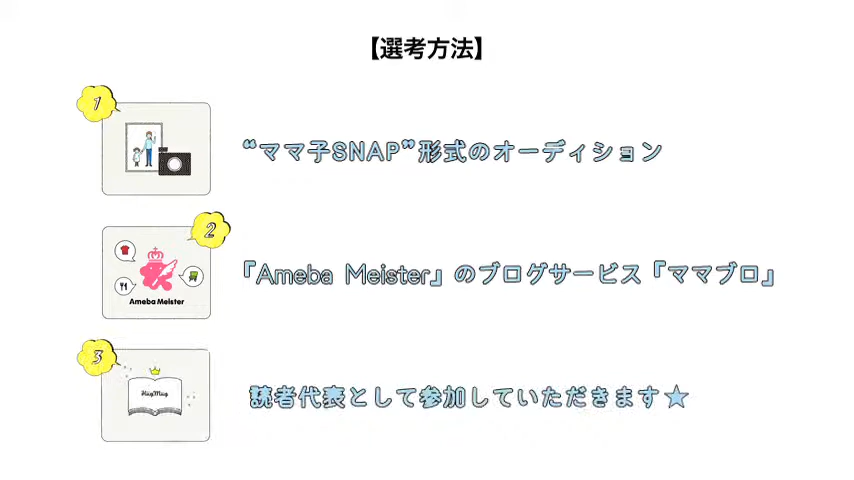 【選考方法】
1
“ママ子SNAP”形式のオーディション
2
『Ameba Meister』のブログサービス『ママブロ』
Ameba Meister
3
HugMug
読者代表として参加していただきます★